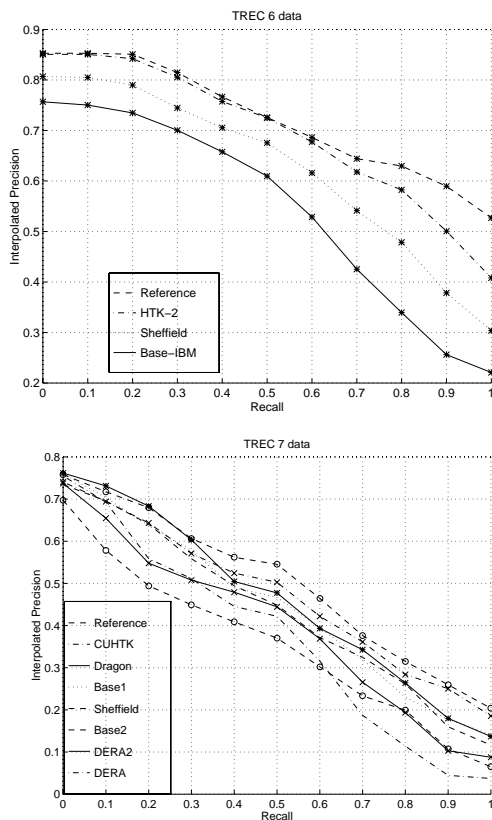 TREC 6 data
0.9
0.8
0.7
0.6
0.5
0.4
0.3
0.2
Interpolated Precision
Reference
HTK-2
Sheffield
Base-IBM
0 0.1 0.2 0.3 0.4 0.5 0.6 0.7 0.8 0.9 1
Recall
TREC 7 data
0.8
0.7
0.6
0.5
0.4
0.3
0.2
0.1
0
Interpolated Precision
Reference
CUHTK
Dragon
Base1
Sheffield
Base2
DERA2
DERA
0 0.1 0.2 0.3 0.4 0.5 0.6 0.7 0.8 0.9 1
Recall